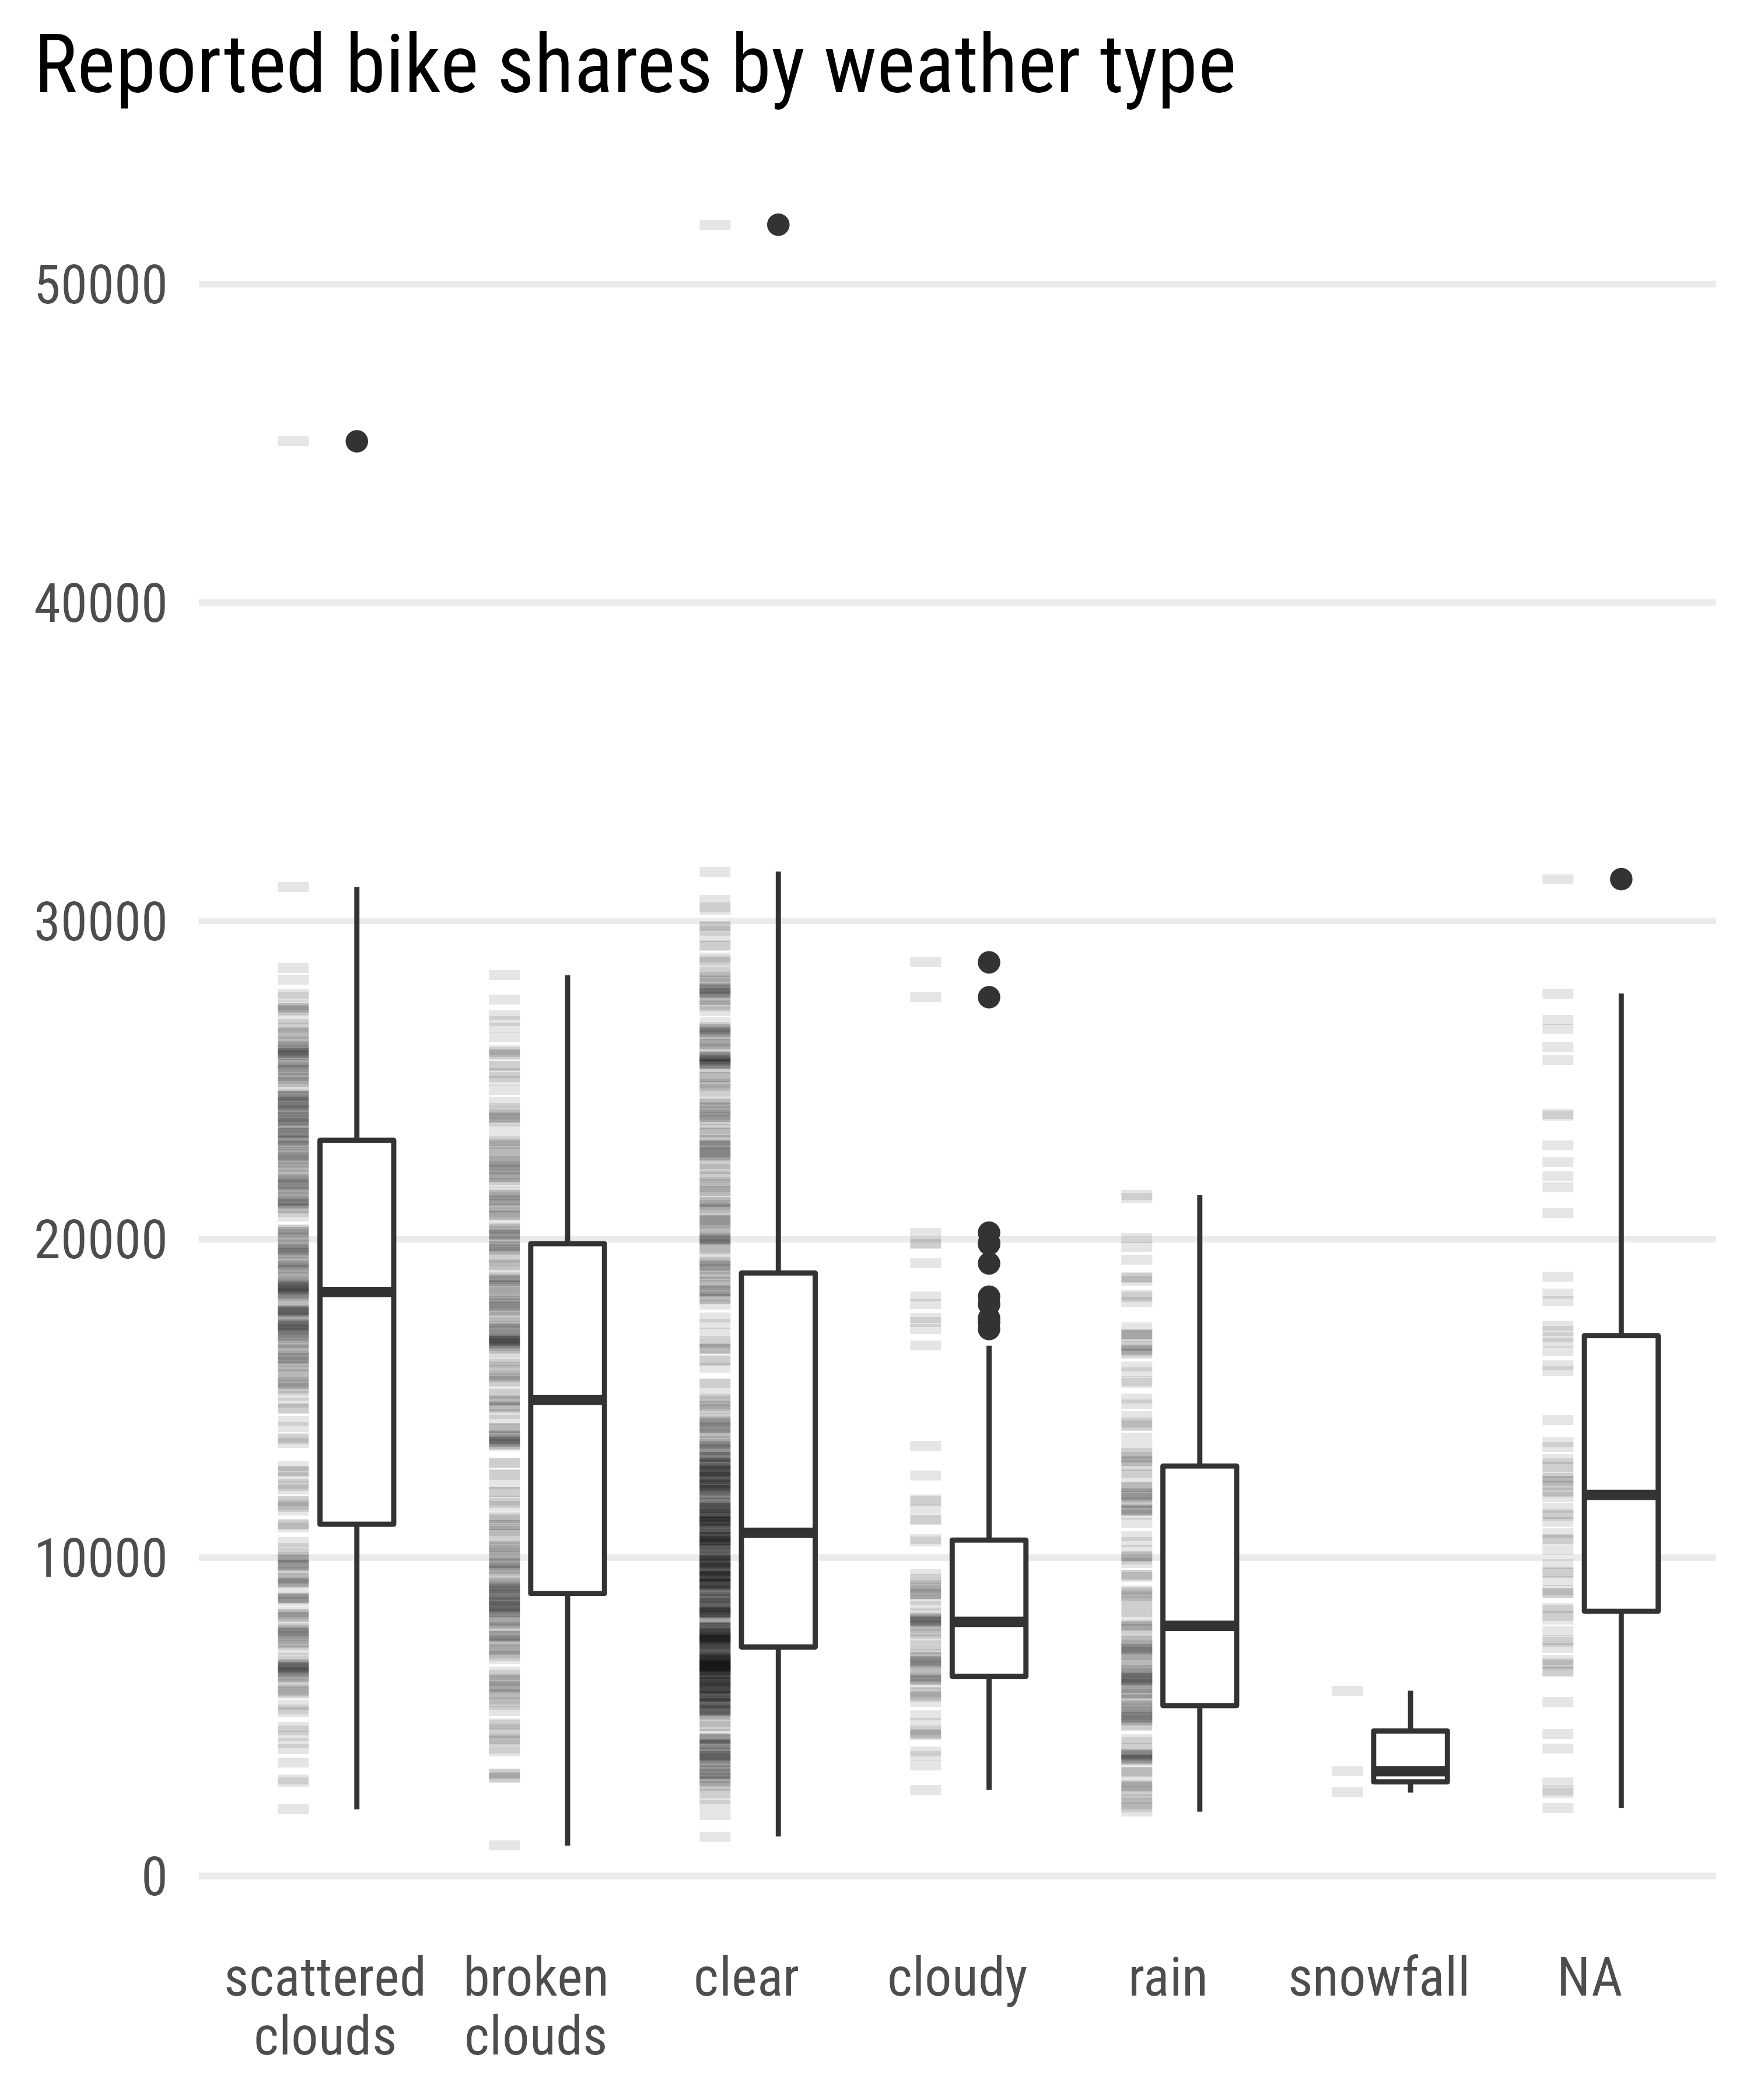 Reported bike shares by weather type
50000
40000
30000
20000
10000
0
scattered clouds
broken clouds
clear
cloudy
rain
snowfall
NA